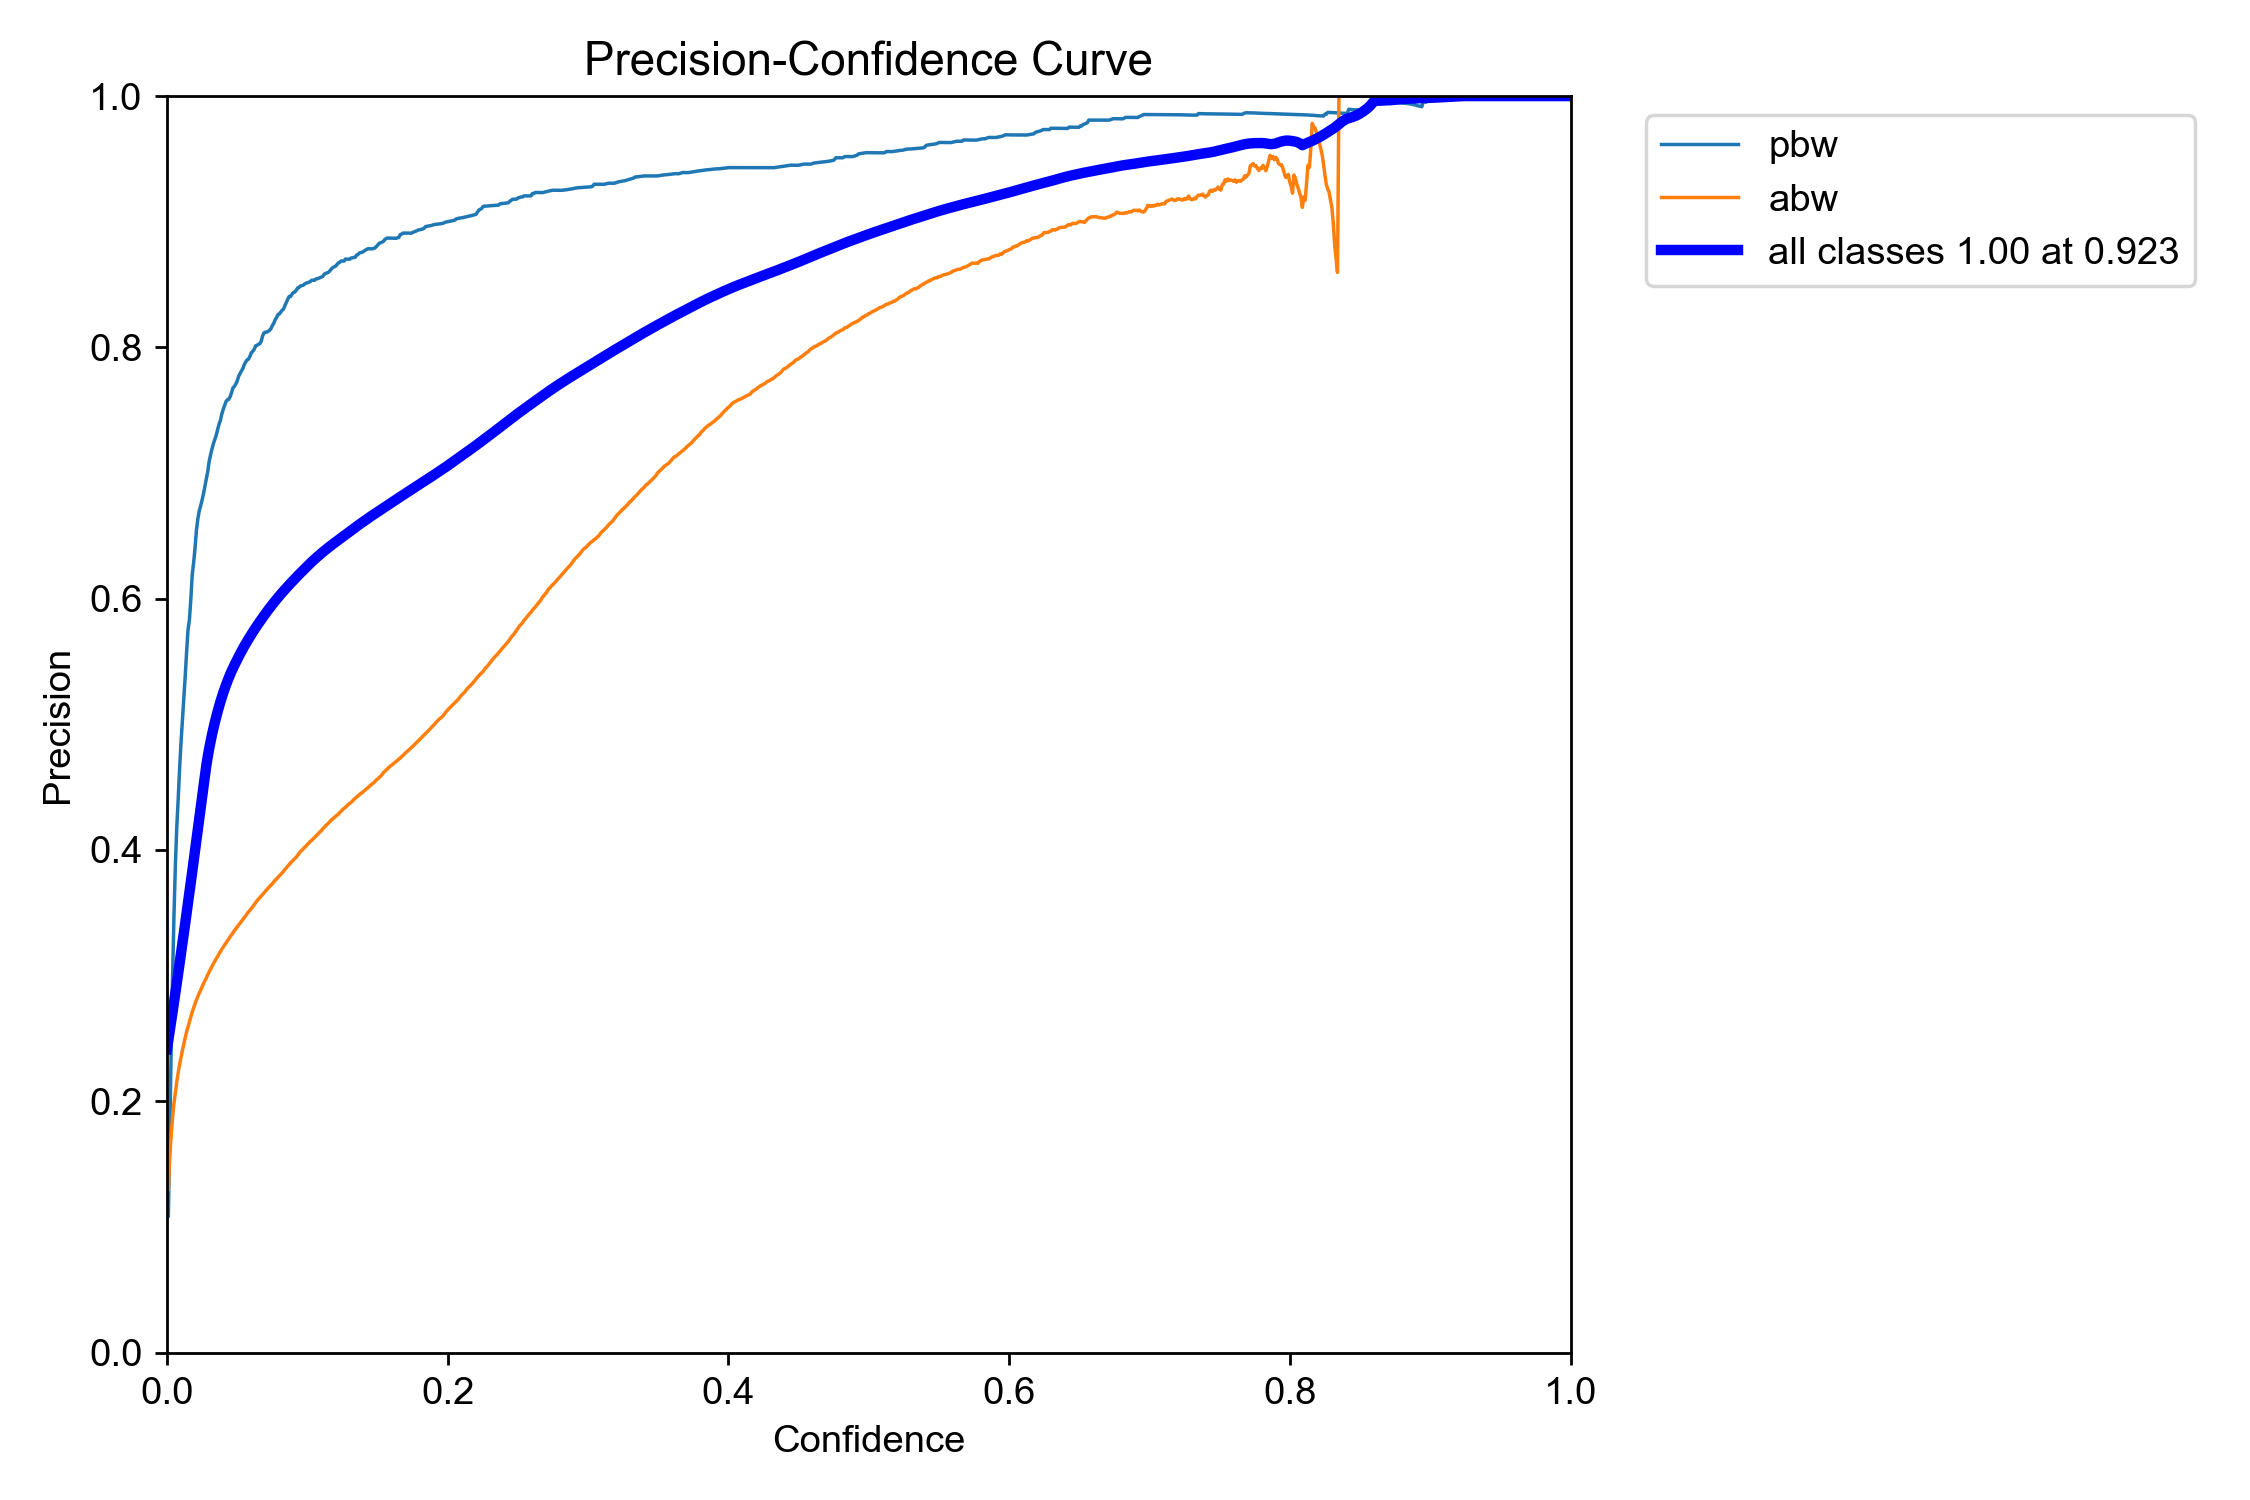 Precision-Confidence Curve
1.0
0.8
0.6
0.4
0.2
0.0
Precision
0.0 0.2 0.4 0.6 0.8 1.0
Confidence
pbw
abw
all classes 1.00 at 0.923